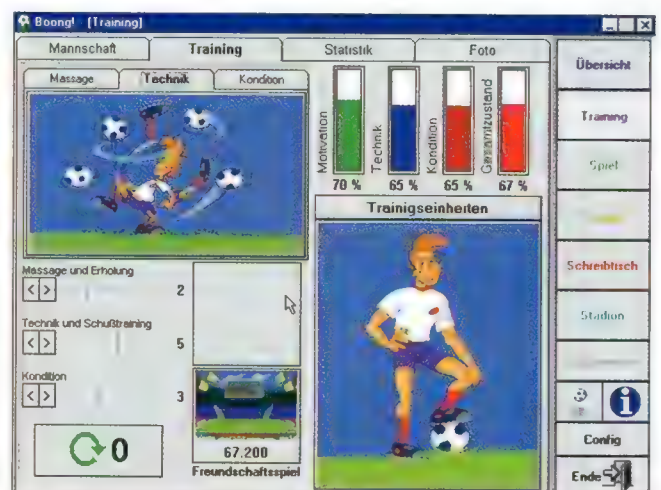 Boong! [Training]
Mannschaft Training Statistik Foto
Massage Technik Kondition
Motivation
Technik
Kondition
Gesamtzustand
70 % 65 % 65 % 67 %
Trainigseinheiten
Massage und Erholung
2
Technik und Schußtraining
5
Kondition
3
0
67.200
Freundschaftsspiel
Übersicht
Training
Spiel
Schreibtisch
Stadion
Config
Ende